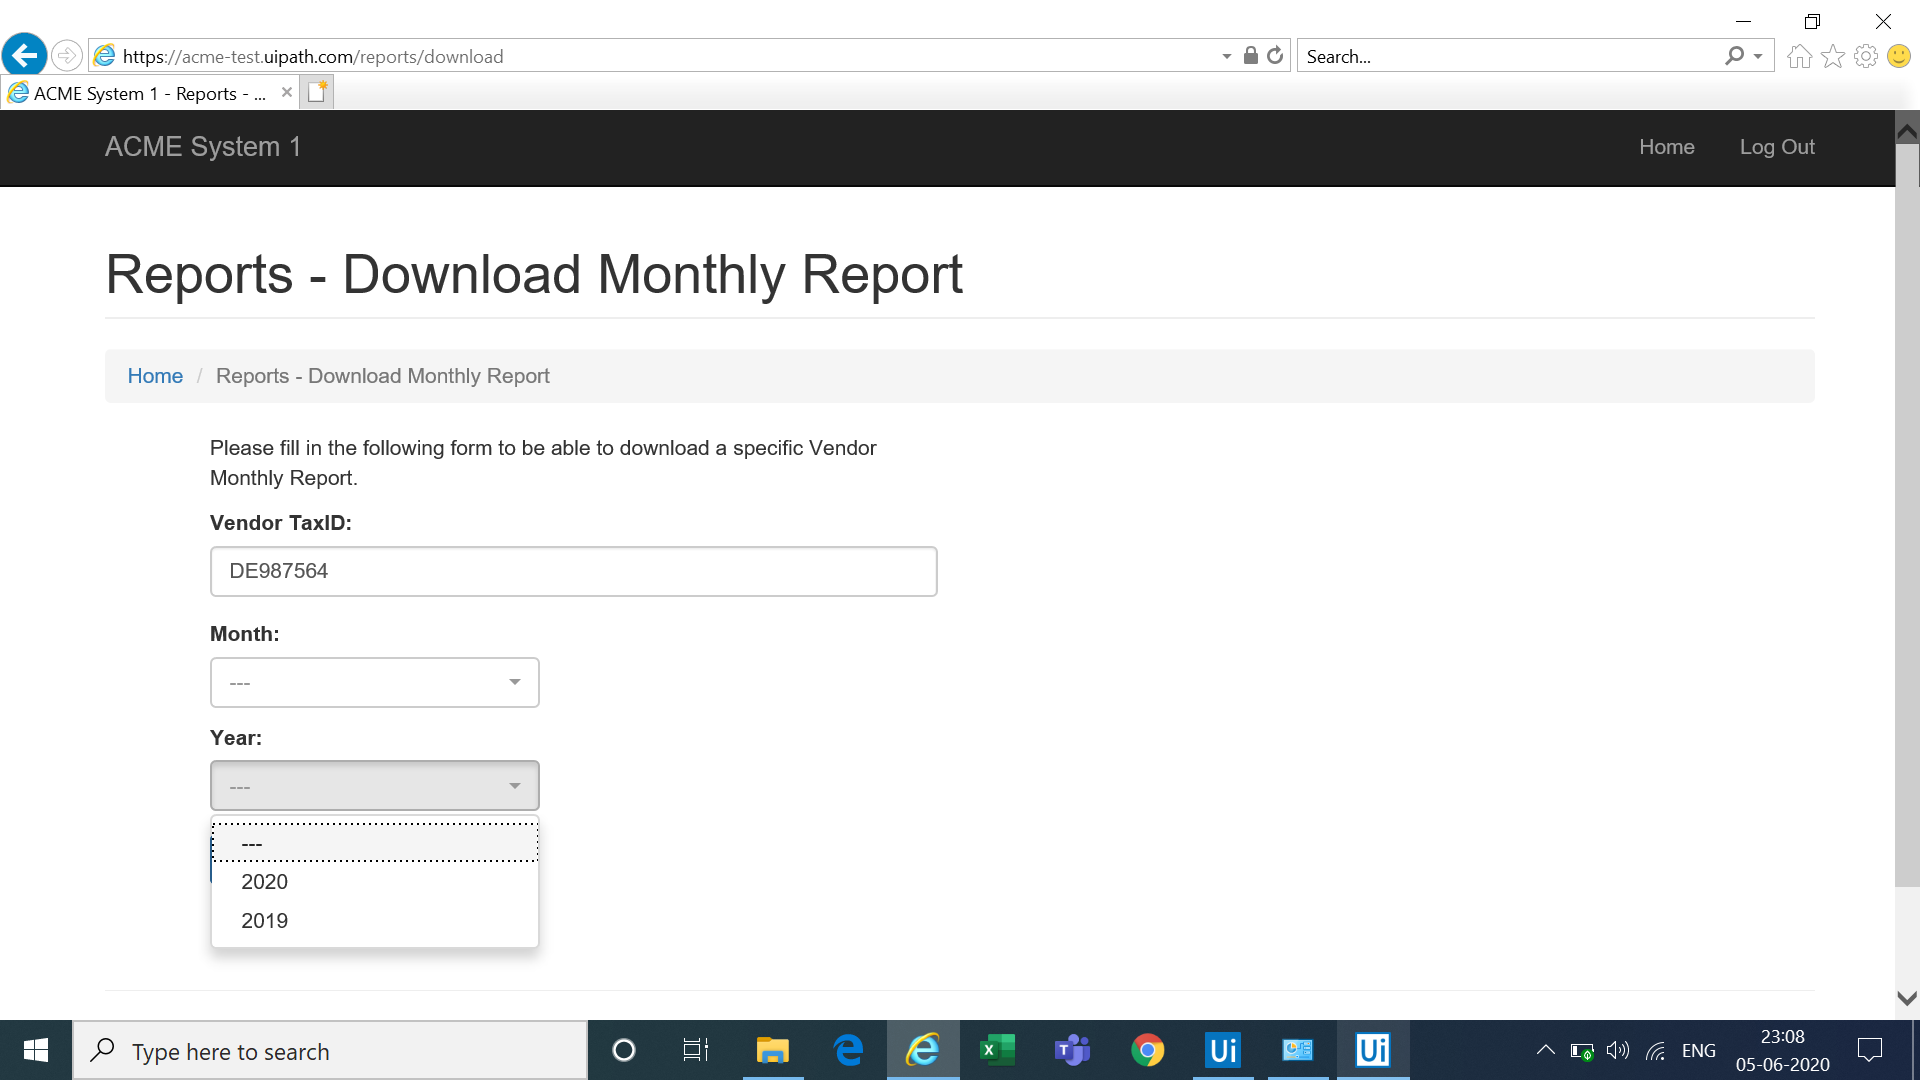 https://acme-test.uipath.com/reports/download
Search...
ACME System 1 - Reports - ...
ACME System 1
Home
Log Out
Reports - Download Monthly Report
Home / Reports - Download Monthly Report
Please fill in the following form to be able to download a specific Vendor
Monthly Report.
Vendor TaxID:
DE987564
Month:
---
Year:
---
---
2020
2019
Type here to search
Ui
Ui
ENG
23:08
05-06-2020